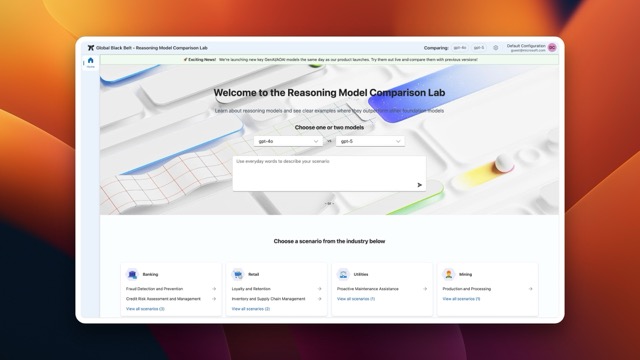 Global Black Belt - Reasoning Model Comparison Lab
Comparing: gpt-4o gpt-5
Default Configuration
guest@microsoft.com
Home
🚀 Exciting News! We're launching new key GenAI/AOAI models the same day as our product launches. Try them out live and compare them with previous versions!
Welcome to the Reasoning Model Comparison Lab
Learn about reasoning models and see clear examples where they outperform other foundation models
Choose one or two models
gpt-4o vs gpt-5
Use everyday words to describe your scenario
- or -
Choose a scenario from the industry below
Banking
Fraud Detection and Prevention
Credit Risk Assessment and Management
View all scenarios (3)
Retail
Loyalty and Retention
Inventory and Supply Chain Management
View all scenarios (2)
Utilities
Proactive Maintenance Assistance
View all scenarios (1)
Mining
Production and Processing
View all scenarios (1)